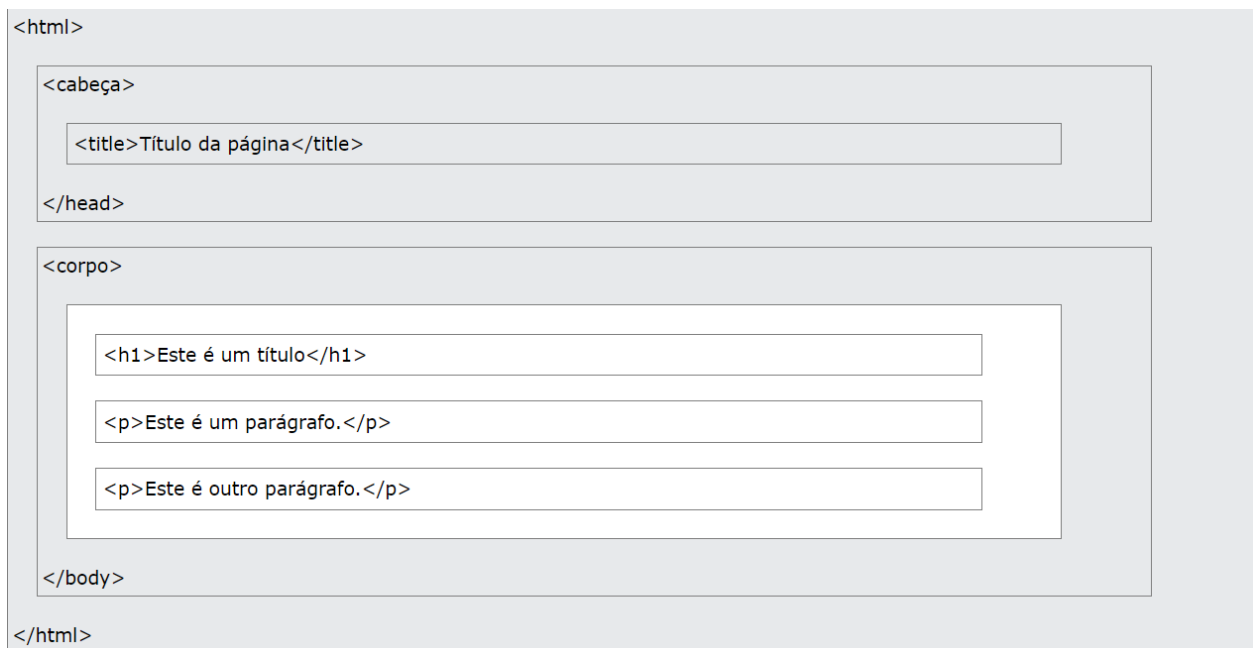 <html>
<cabeça>
<title>Título da página</title>
</head>
<corpo>
<h1>Este é um título</h1>
<p>Este é um parágrafo.</p>
<p>Este é outro parágrafo.</p>
</body>
</html>